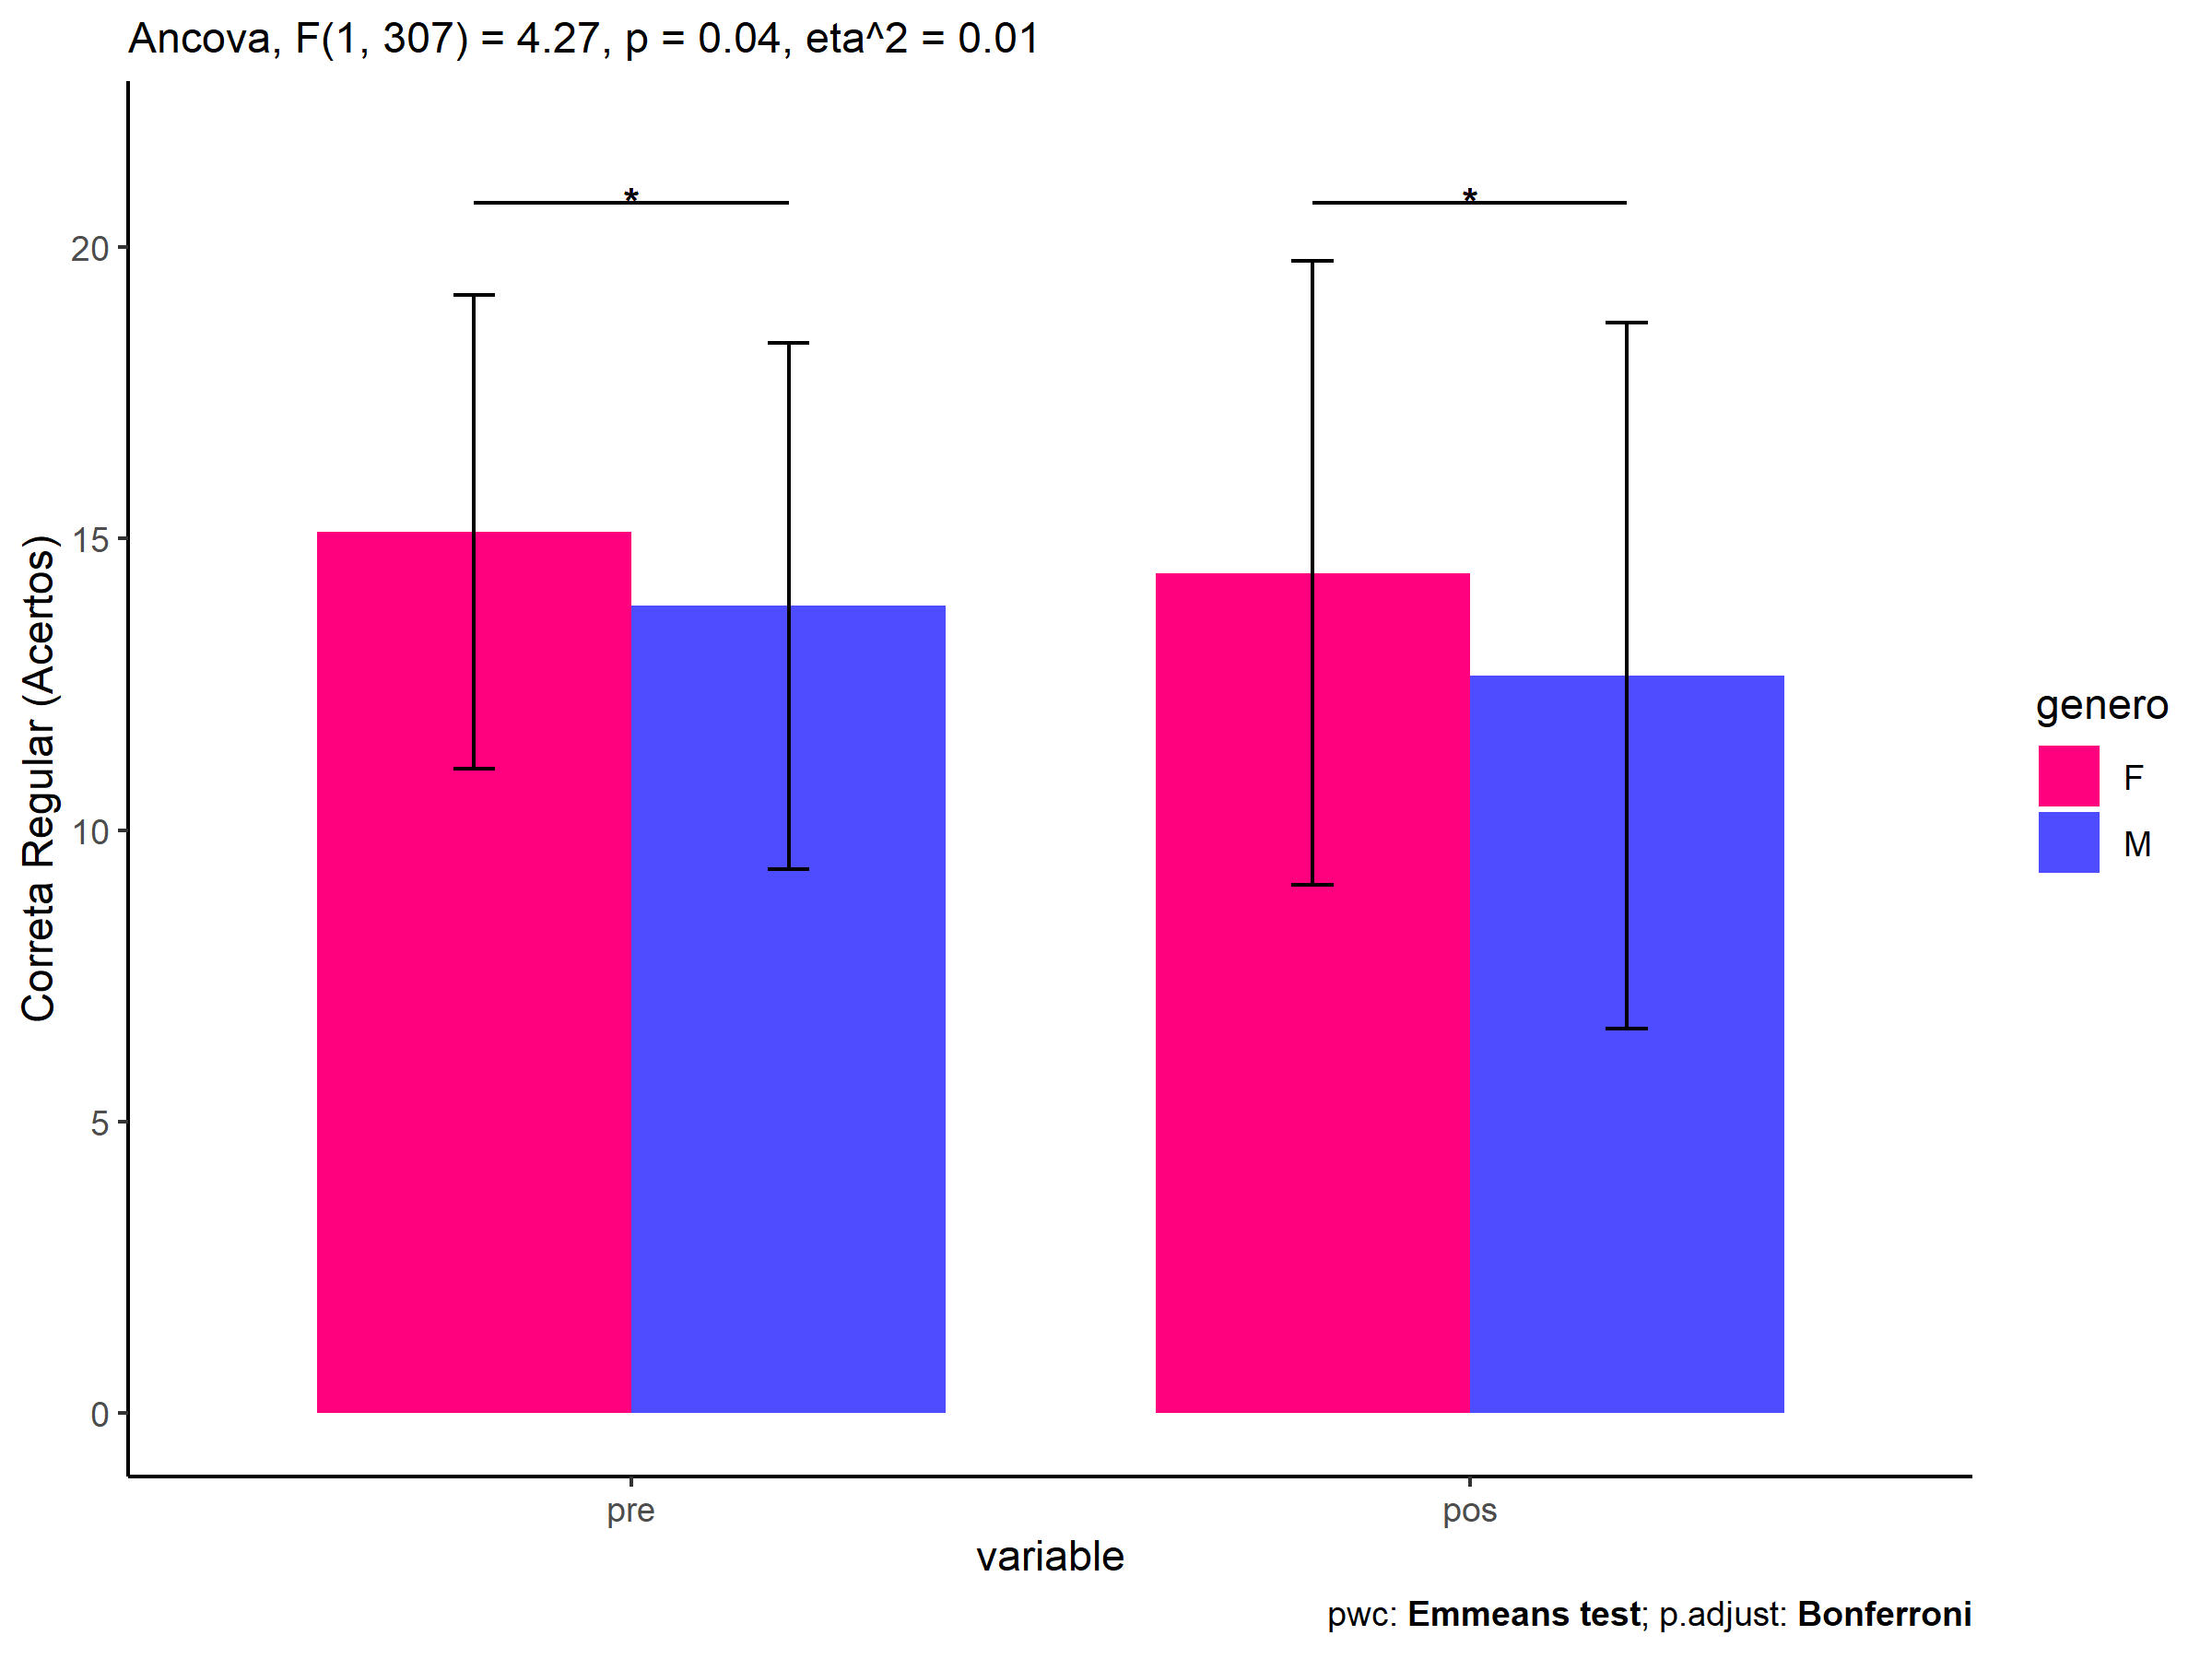 Ancova, F(1, 307) = 4.27, p = 0.04, eta^2 = 0.01
Correta Regular (Acertos)
20
15
10
5
0
*
*
pre
pos
variable
genero
F
M
pwc: Emmeans test; p.adjust: Bonferroni